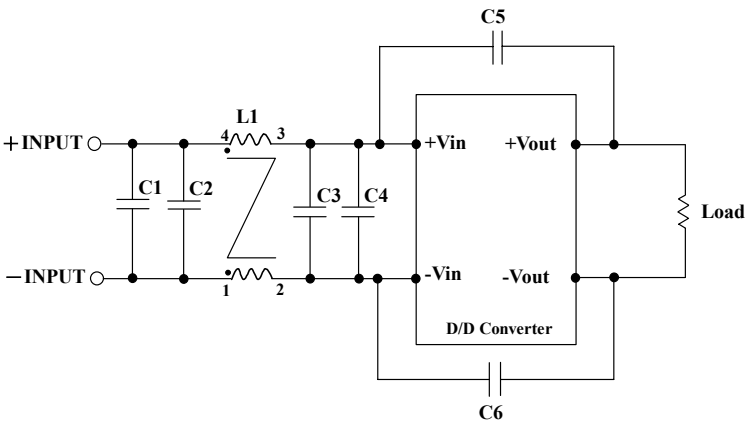 C5
L1
+INPUT
4
3
+Vin
+Vout
C1
C2
C3
C4
Load
−INPUT
1
2
-Vin
-Vout
D/D Converter
C6